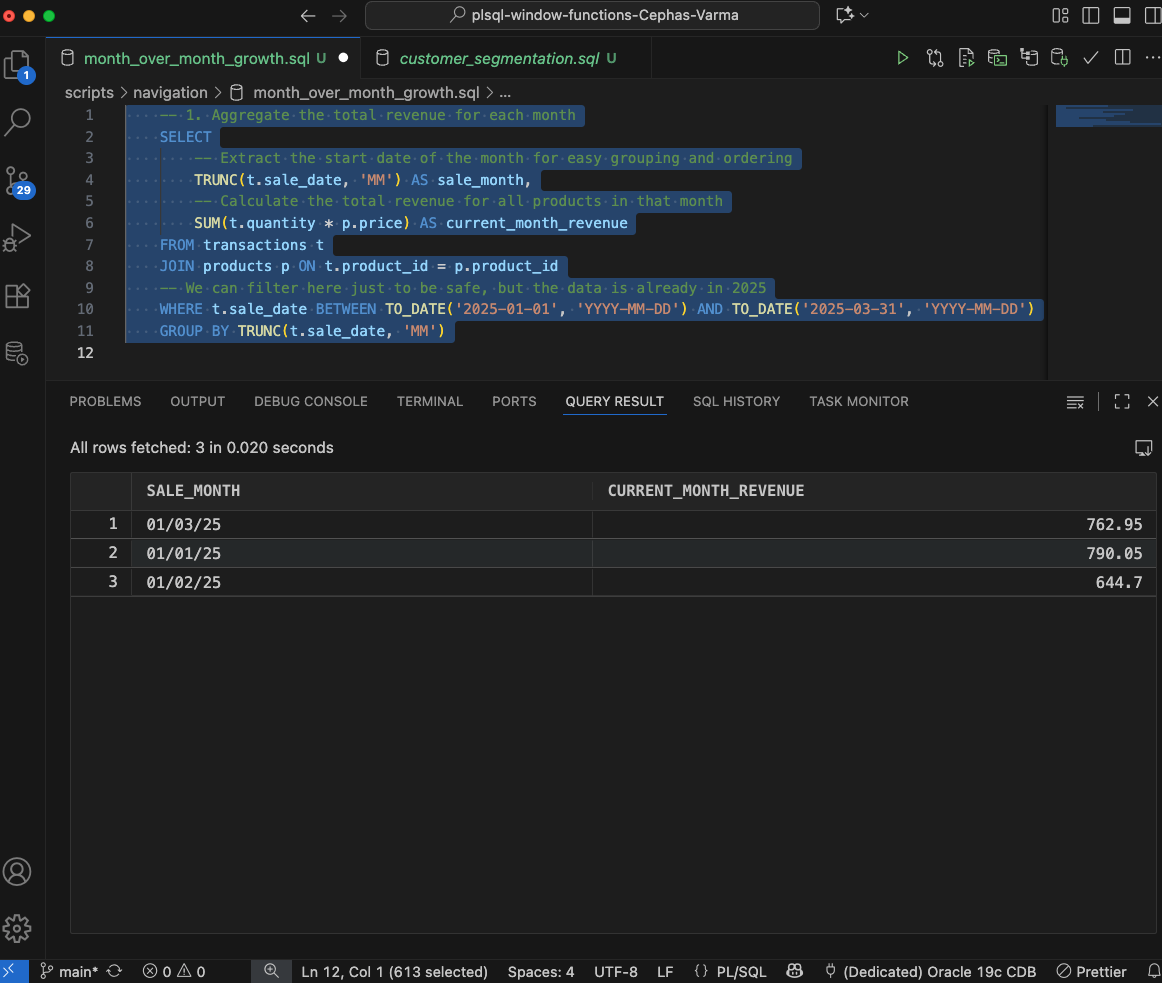 plsql-window-functions-Cephas-Varma
month_over_month_growth.sql U
customer_segmentation.sql U
scripts > navigation > month_over_month_growth.sql > ...
1
29
1 -- 1. Aggregate the total revenue for each month
2 SELECT
3 -- Extract the start date of the month for easy grouping and ordering
4 TRUNC(t.sale_date, 'MM') AS sale_month,
5 -- Calculate the total revenue for all products in that month
6 SUM(t.quantity * p.price) AS current_month_revenue
7 FROM transactions t
8 JOIN products p ON t.product_id = p.product_id
9 -- We can filter here just to be safe, but the data is already in 2025
10 WHERE t.sale_date BETWEEN TO_DATE('2025-01-01', 'YYYY-MM-DD') AND TO_DATE('2025-03-31', 'YYYY-MM-DD')
11 GROUP BY TRUNC(t.sale_date, 'MM')
12
PROBLEMS OUTPUT DEBUG CONSOLE TERMINAL PORTS QUERY RESULT SQL HISTORY TASK MONITOR
All rows fetched: 3 in 0.020 seconds
SALE_MONTH CURRENT_MONTH_REVENUE
1 01/03/25 762.95
2 01/01/25 790.05
3 01/02/25 644.7
main* 0 0 Ln 12, Col 1 (613 selected) Spaces: 4 UTF-8 LF {} PL/SQL (Dedicated) Oracle 19c CDB Prettier